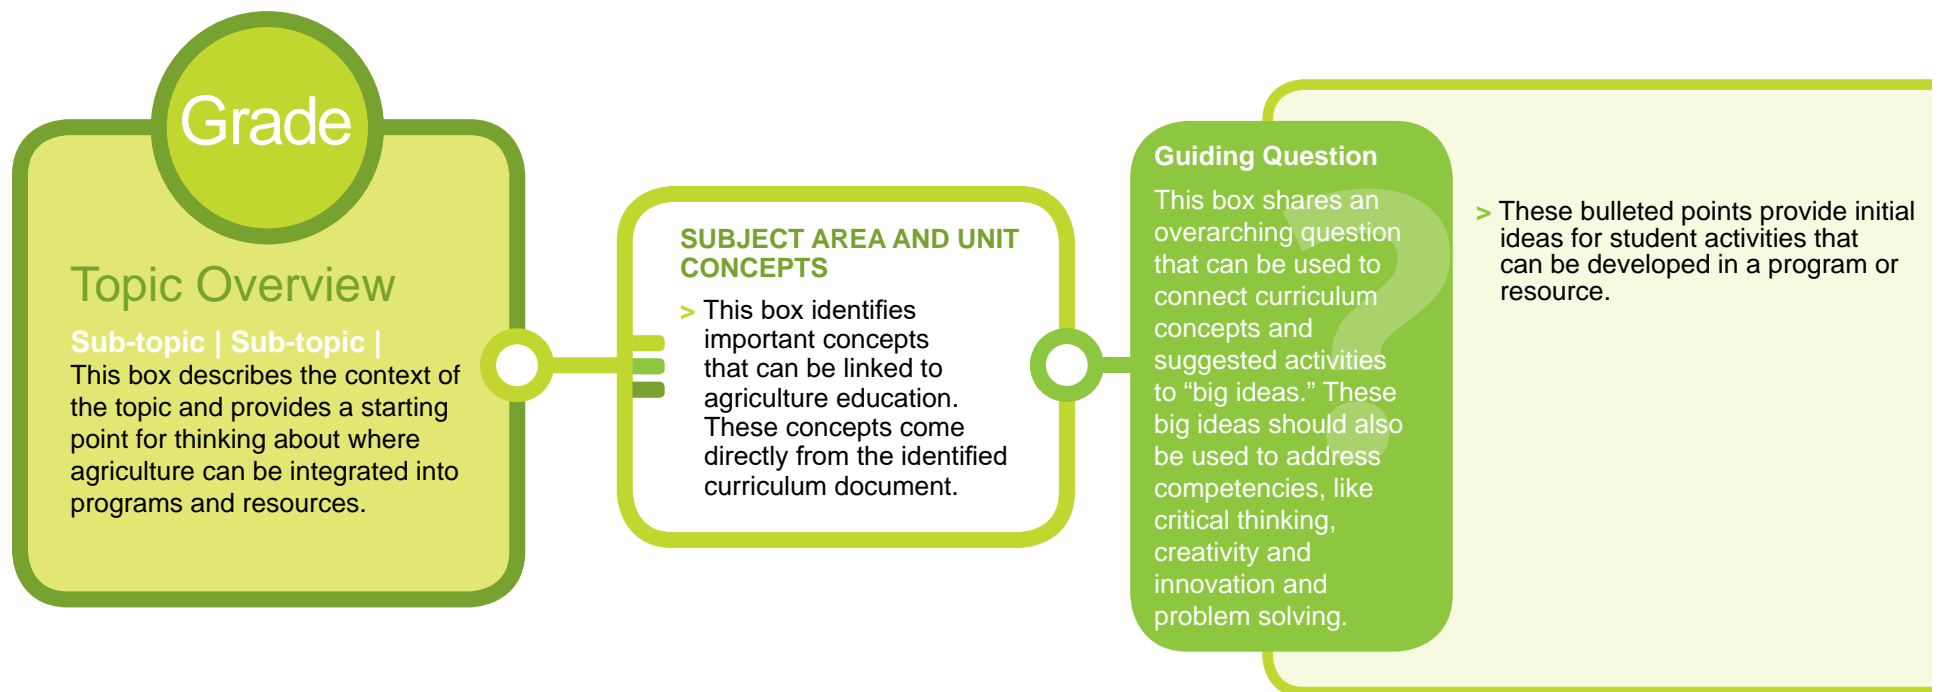 Grade
Topic Overview
Sub-topic | Sub-topic |
This box describes the context of
the topic and provides a starting
point for thinking about where
agriculture can be integrated into
programs and resources.
SUBJECT AREA AND UNIT
CONCEPTS
> This box identifies
important concepts
that can be linked to
agriculture education.
These concepts come
directly from the identified
curriculum document.
Guiding Question
This box shares an
overarching question
that can be used to
connect curriculum
concepts and
suggested activities
to “big ideas.” These
big ideas should also
be used to address
competencies, like
critical thinking,
creativity and
innovation and
problem solving.
?
> These bulleted points provide initial
ideas for student activities that
can be developed in a program or
resource.